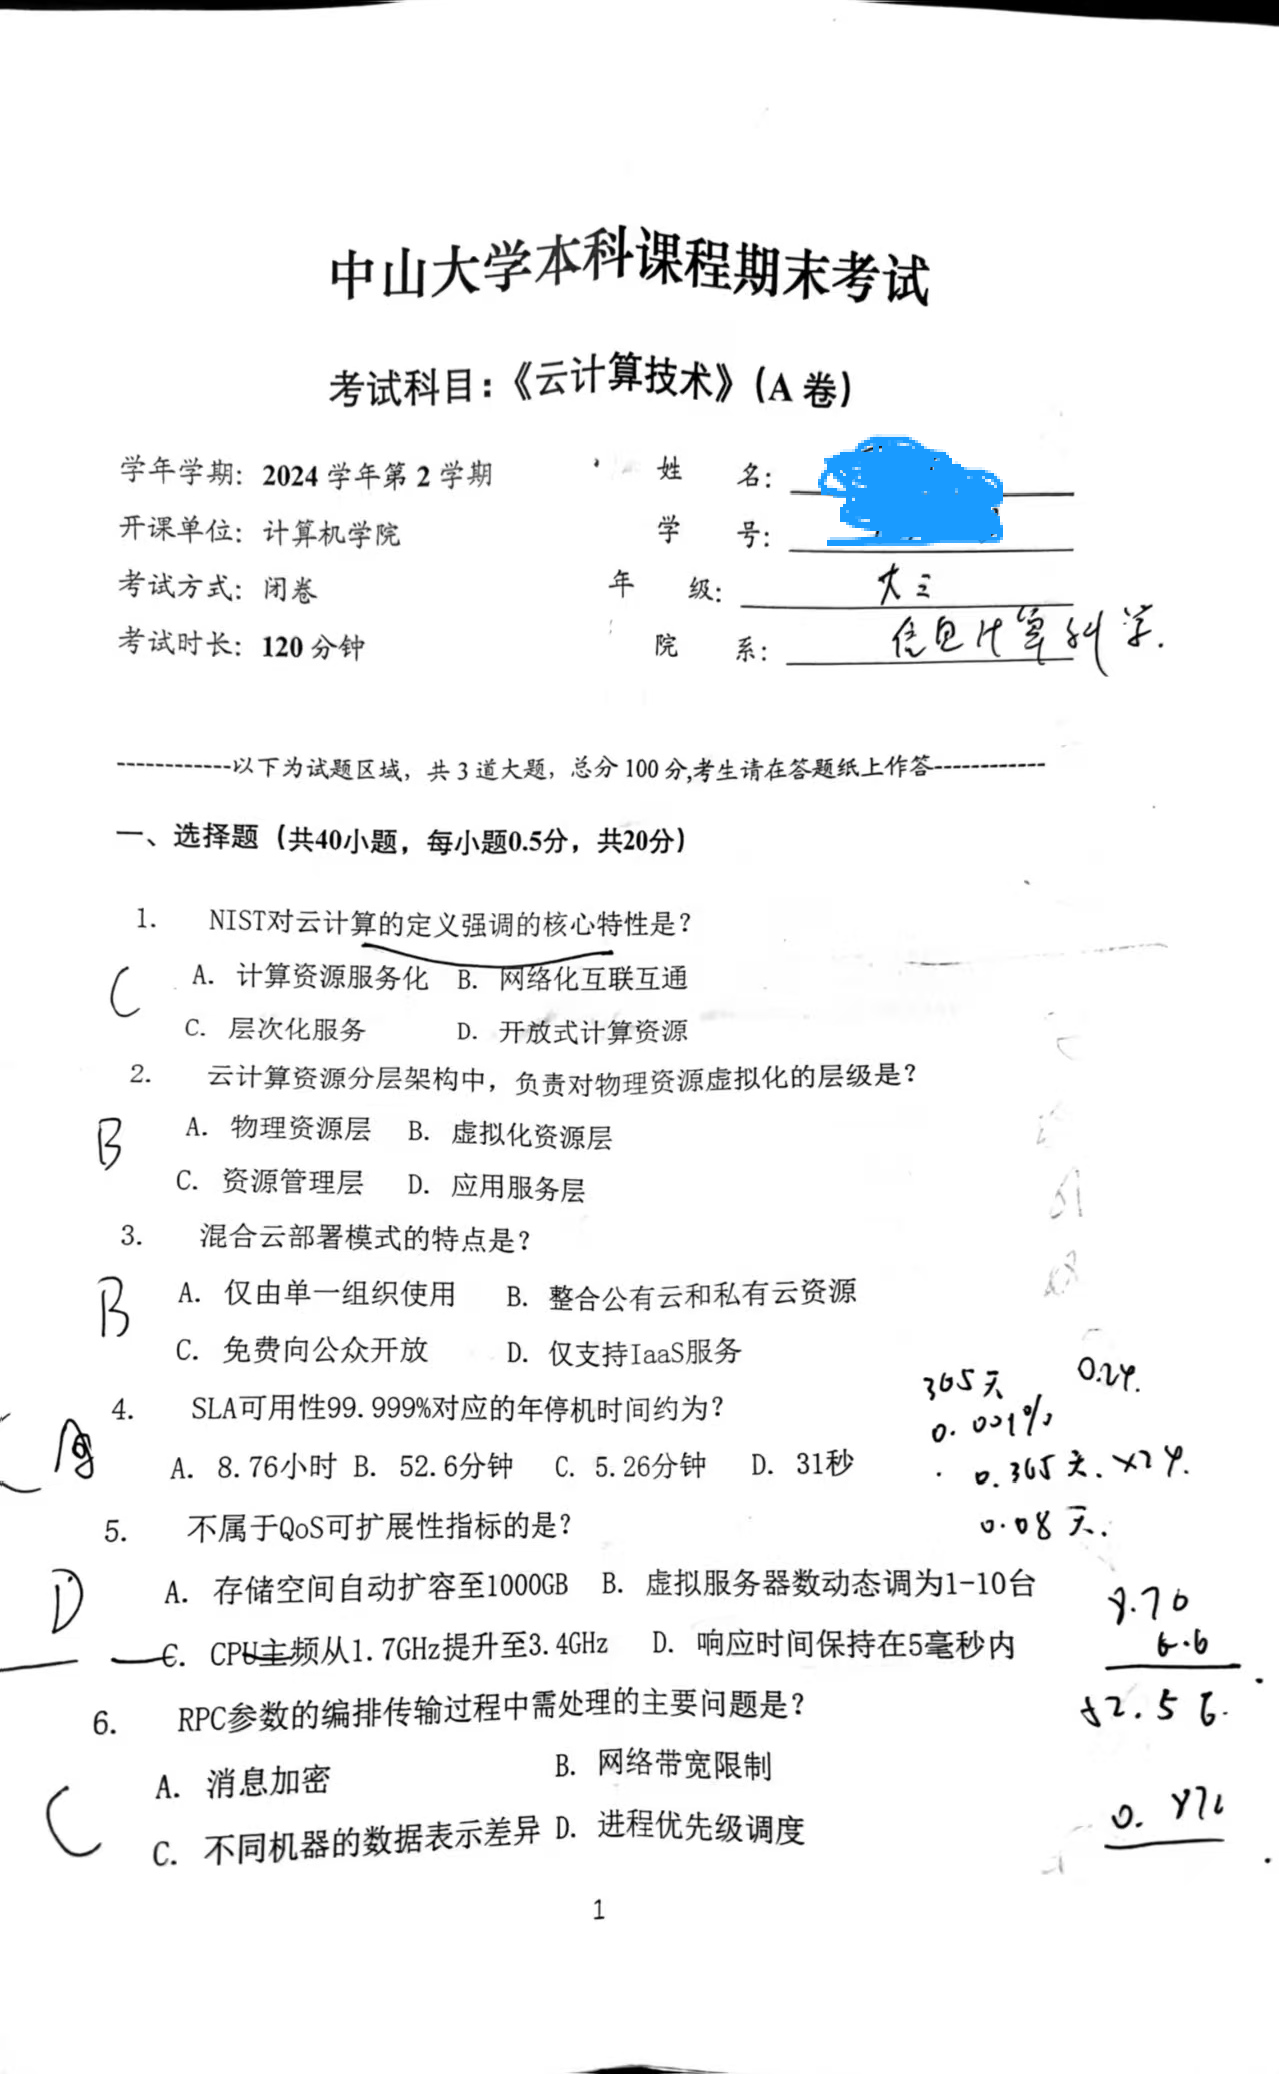 中山大学本科课程期末考试
考试科目：《云计算技术》（A 卷）
学年学期： 2024 学年第 2 学期 姓 名：
开课单位： 计算机学院 学 号：
考试方式： 闭卷 年 级： 大三
考试时长： 120 分钟 院 系： 信息计算科学.
------------以下为试题区域，共 3 道大题，总分 100 分,考生请在答题纸上作答------------
一、选择题（共40小题，每小题0.5分，共20分）
1. NIST对云计算的定义强调的核心特性是？
C A. 计算资源服务化 B. 网络化互联互通
C. 层次化服务 D. 开放式计算资源
2. 云计算资源分层架构中，负责对物理资源虚拟化的层级是？
B A. 物理资源层 B. 虚拟化资源层
C. 资源管理层 D. 应用服务层
3. 混合云部署模式的特点是？
B A. 仅由单一组织使用 B. 整合公有云和私有云资源
C. 免费向公众开放 D. 仅支持IaaS服务
365天 0.24.
4. SLA可用性99.999%对应的年停机时间约为？
0.001%
A. 8.76小时 B. 52.6分钟 C. 5.26分钟 D. 31秒
0.365天.×24.
0.08天.
5. 不属于QoS可扩展性指标的是？
D A. 存储空间自动扩容至1000GB B. 虚拟服务器数动态调为1-10台
8.76
6.6
C. CPU主频从1.7GHz提升至3.4GHz D. 响应时间保持在5毫秒内
52.56.
6. RPC参数的编排传输过程中需处理的主要问题是？
A. 消息加密 B. 网络带宽限制
0.876
C C. 不同机器的数据表示差异 D. 进程优先级调度
1